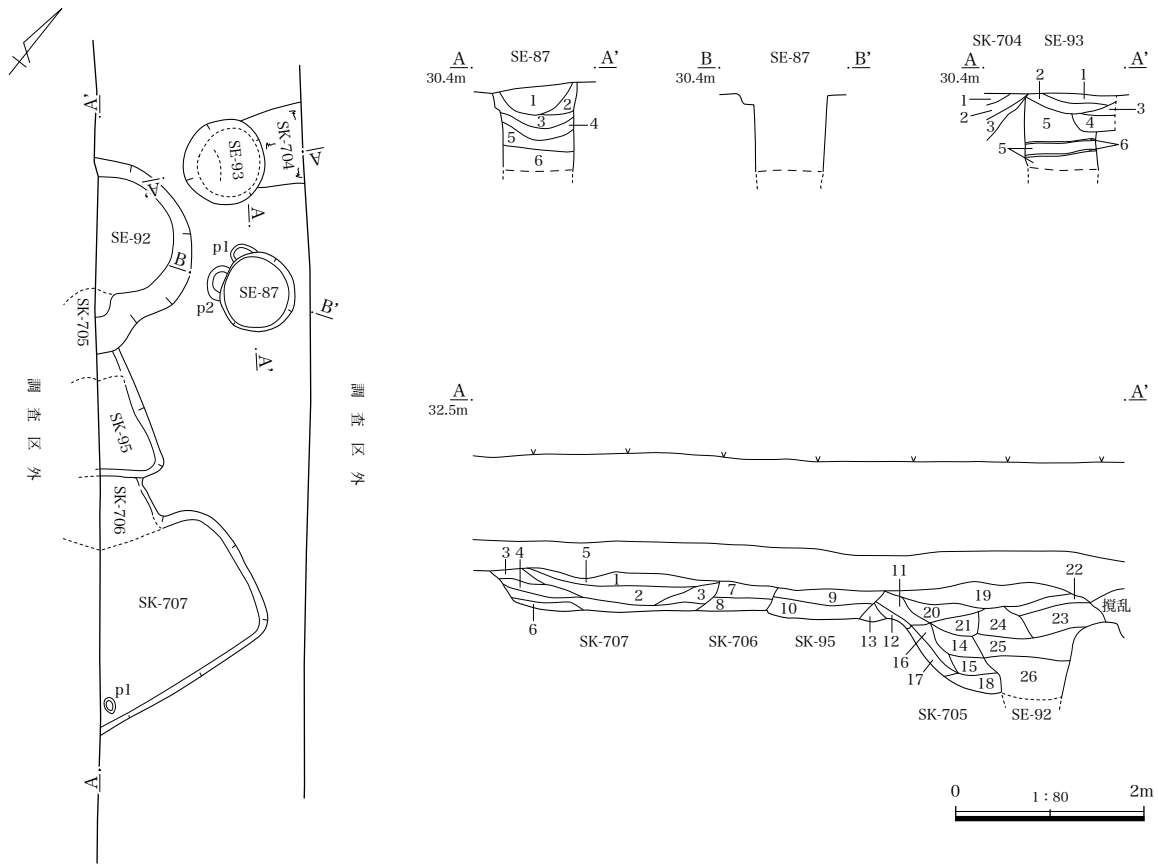 A'
SK-704
SE-93
A
A'
A
SE-92
p1
B
SE-87
p2
B'
SK-705
A'
調査区外
調査区外
SK-95
SK-706
SK-707
p1
A
A
30.4m
SE-87
A'
1
2
3
4
5
6
B
30.4m
SE-87
B'
SK-704 SE-93
A
30.4m
A'
2
1
1
2
3
3
4
5
5
6
A
32.5m
A'
3 4 5
1
2
3
6
7
8
9
10
11
13 12
16
17
14
15
18
19
20
21
22
23
24
25
26
撹乱
SK-707
SK-706
SK-95
SK-705
SE-92
0
1：80
2m